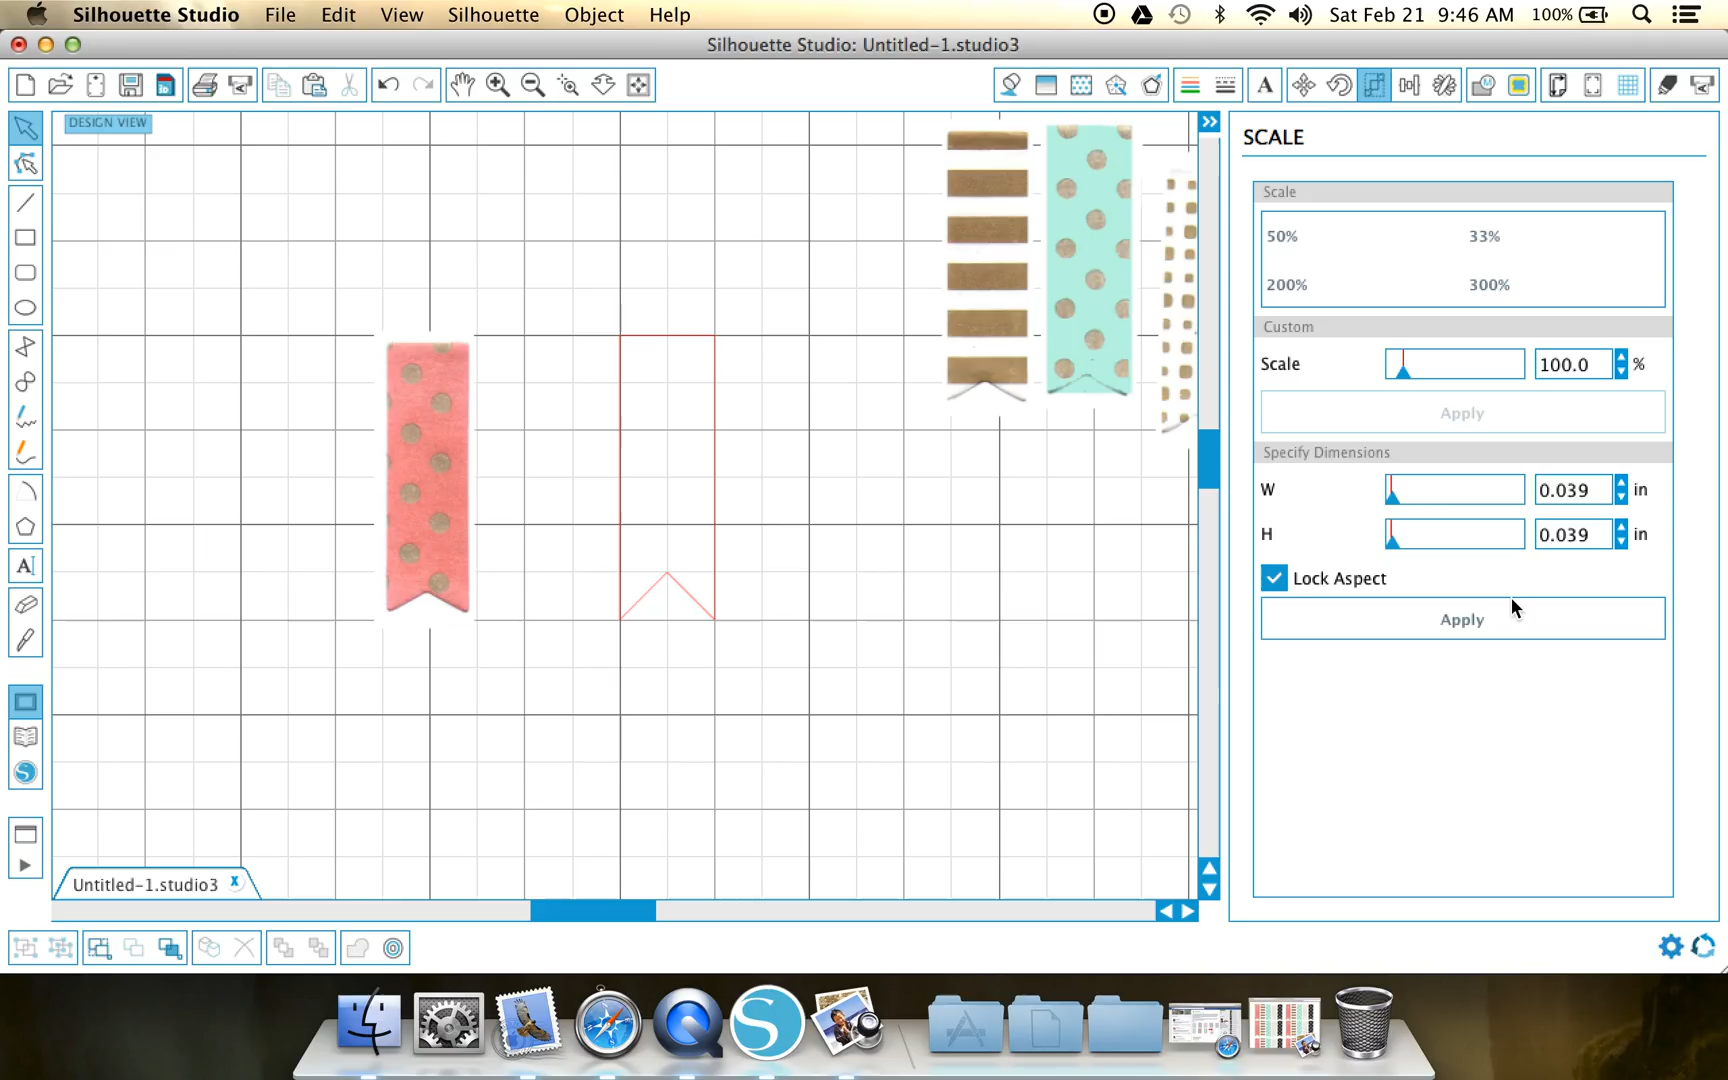 Silhouette Studio File Edit View Silhouette Object Help Sat Feb 21 9:46 AM 100%
Silhouette Studio: Untitled-1.studio3
DESIGN VIEW
SCALE
Scale
50% 33%
200% 300%
Custom
Scale 100.0 %
Apply
Specify Dimensions
W 0.039 in
H 0.039 in
Lock Aspect
Apply
Untitled-1.studio3 x